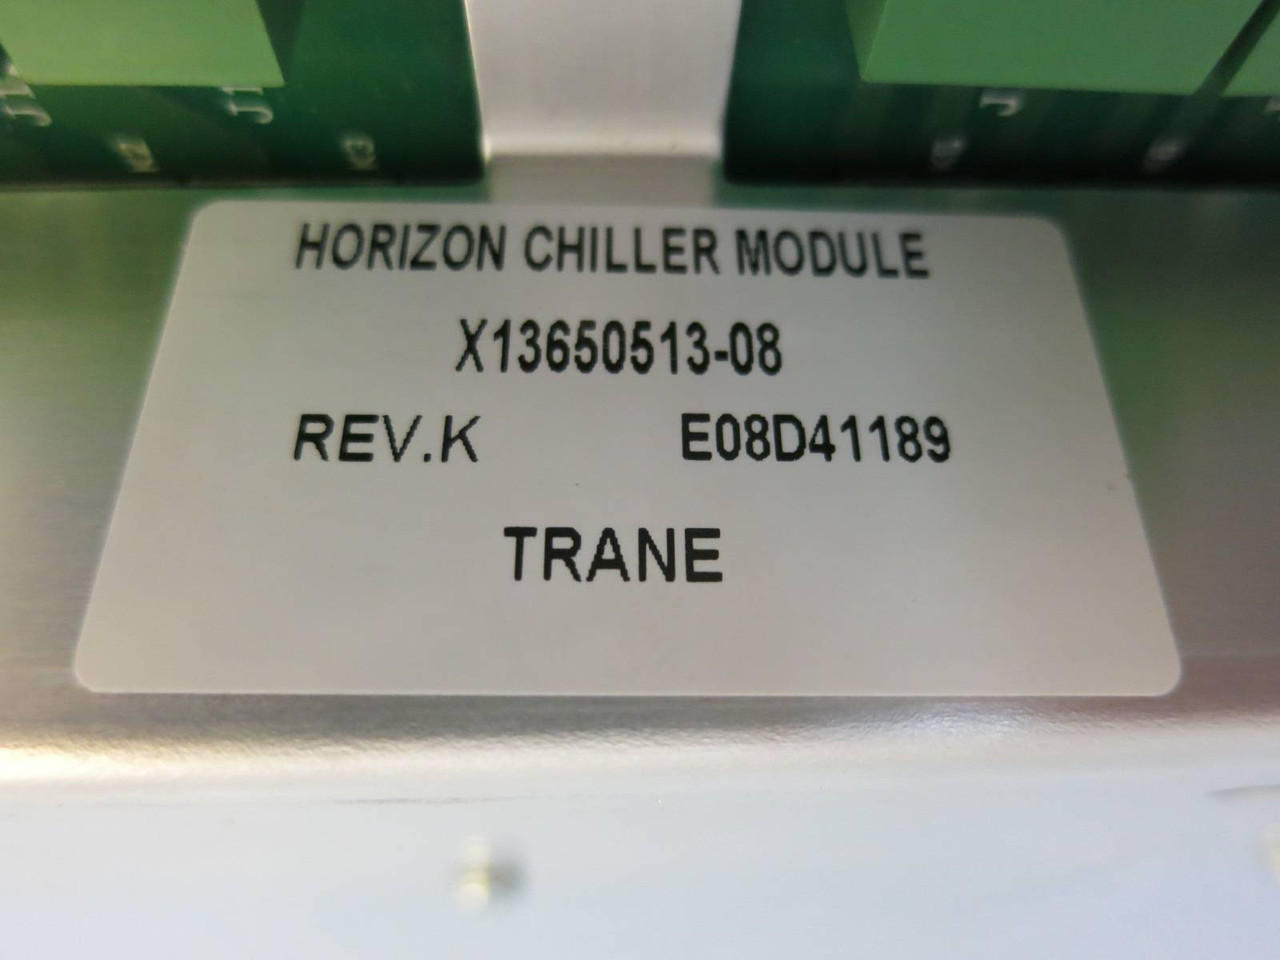 HORIZON CHILLER MODULE
X13650513-08
REV.K E08D41189
TRANE